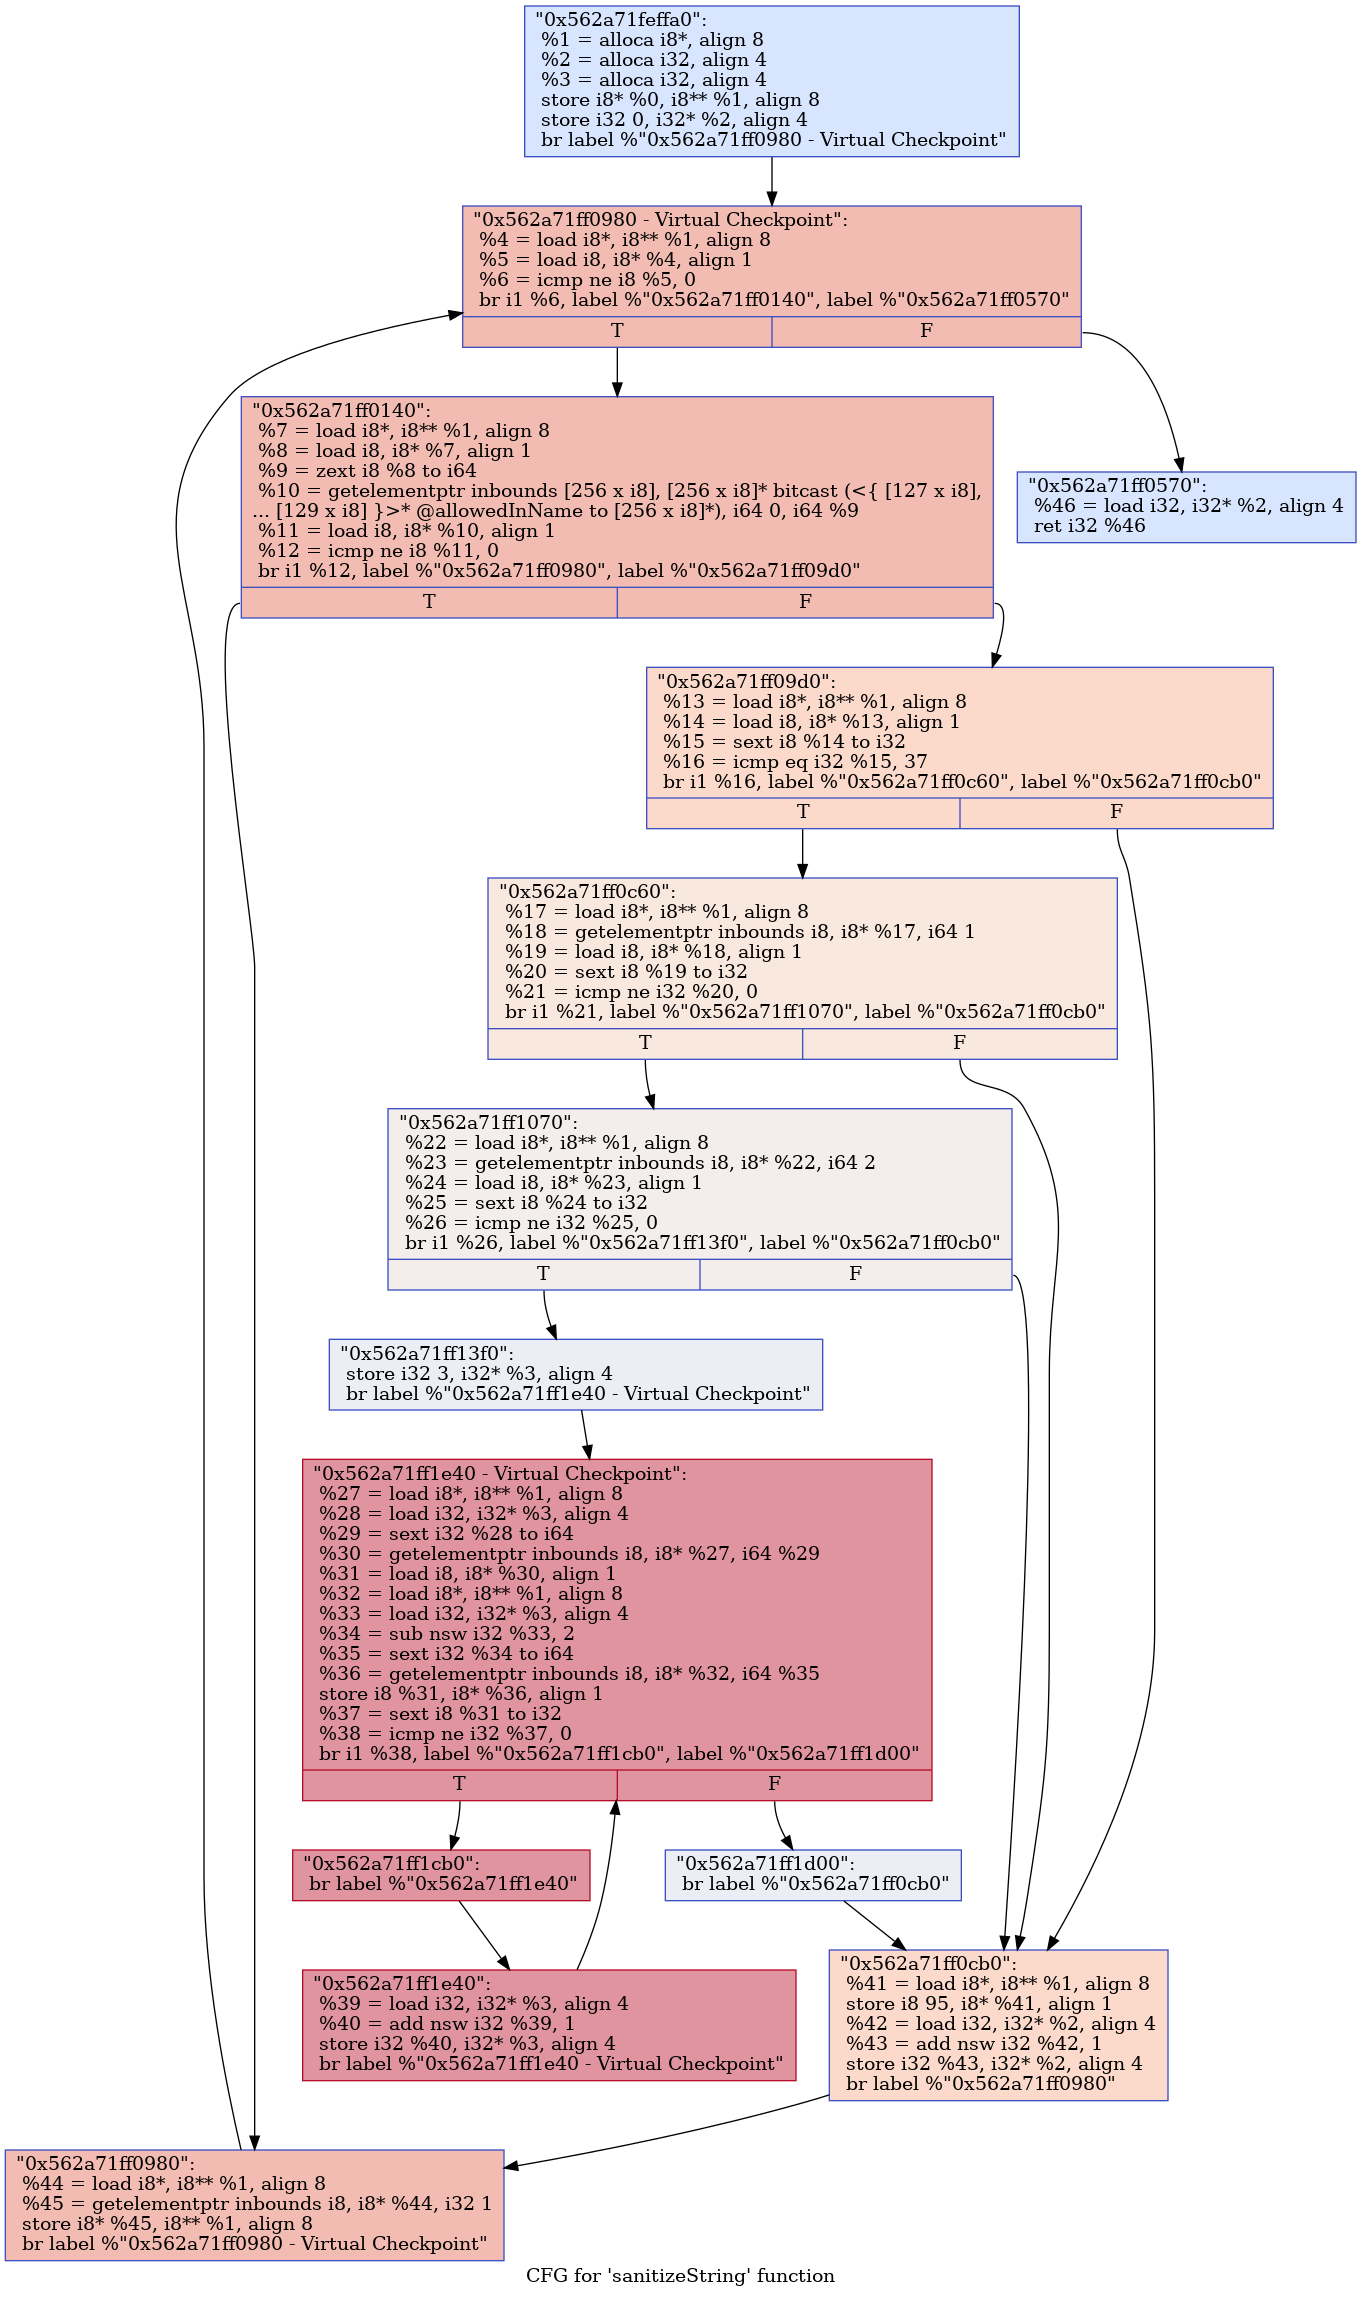 "0x562a71feffa0":
%1 = alloca i8*, align 8
%2 = alloca i32, align 4
%3 = alloca i32, align 4
store i8* %0, i8** %1, align 8
store i32 0, i32* %2, align 4
br label %"0x562a71ff0980 - Virtual Checkpoint"
"0x562a71ff0980 - Virtual Checkpoint":
%4 = load i8*, i8** %1, align 8
%5 = load i8, i8* %4, align 1
%6 = icmp ne i8 %5, 0
br i1 %6, label %"0x562a71ff0140", label %"0x562a71ff0570"
T F
"0x562a71ff0140":
%7 = load i8*, i8** %1, align 8
%8 = load i8, i8* %7, align 1
%9 = zext i8 %8 to i64
%10 = getelementptr inbounds [256 x i8], [256 x i8]* bitcast (<{ [127 x i8],
... [129 x i8] }>* @allowedInName to [256 x i8]*), i64 0, i64 %9
%11 = load i8, i8* %10, align 1
%12 = icmp ne i8 %11, 0
br i1 %12, label %"0x562a71ff0980", label %"0x562a71ff09d0"
T F
"0x562a71ff0570":
%46 = load i32, i32* %2, align 4
ret i32 %46
"0x562a71ff09d0":
%13 = load i8*, i8** %1, align 8
%14 = load i8, i8* %13, align 1
%15 = sext i8 %14 to i32
%16 = icmp eq i32 %15, 37
br i1 %16, label %"0x562a71ff0c60", label %"0x562a71ff0cb0"
T F
"0x562a71ff0c60":
%17 = load i8*, i8** %1, align 8
%18 = getelementptr inbounds i8, i8* %17, i64 1
%19 = load i8, i8* %18, align 1
%20 = sext i8 %19 to i32
%21 = icmp ne i32 %20, 0
br i1 %21, label %"0x562a71ff1070", label %"0x562a71ff0cb0"
T F
"0x562a71ff1070":
%22 = load i8*, i8** %1, align 8
%23 = getelementptr inbounds i8, i8* %22, i64 2
%24 = load i8, i8* %23, align 1
%25 = sext i8 %24 to i32
%26 = icmp ne i32 %25, 0
br i1 %26, label %"0x562a71ff13f0", label %"0x562a71ff0cb0"
T F
"0x562a71ff13f0":
store i32 3, i32* %3, align 4
br label %"0x562a71ff1e40 - Virtual Checkpoint"
"0x562a71ff1e40 - Virtual Checkpoint":
%27 = load i8*, i8** %1, align 8
%28 = load i32, i32* %3, align 4
%29 = sext i32 %28 to i64
%30 = getelementptr inbounds i8, i8* %27, i64 %29
%31 = load i8, i8* %30, align 1
%32 = load i8*, i8** %1, align 8
%33 = load i32, i32* %3, align 4
%34 = sub nsw i32 %33, 2
%35 = sext i32 %34 to i64
%36 = getelementptr inbounds i8, i8* %32, i64 %35
store i8 %31, i8* %36, align 1
%37 = sext i8 %31 to i32
%38 = icmp ne i32 %37, 0
br i1 %38, label %"0x562a71ff1cb0", label %"0x562a71ff1d00"
T F
"0x562a71ff1cb0":
br label %"0x562a71ff1e40"
"0x562a71ff1d00":
br label %"0x562a71ff0cb0"
"0x562a71ff1e40":
%39 = load i32, i32* %3, align 4
%40 = add nsw i32 %39, 1
store i32 %40, i32* %3, align 4
br label %"0x562a71ff1e40 - Virtual Checkpoint"
"0x562a71ff0cb0":
%41 = load i8*, i8** %1, align 8
store i8 95, i8* %41, align 1
%42 = load i32, i32* %2, align 4
%43 = add nsw i32 %42, 1
store i32 %43, i32* %2, align 4
br label %"0x562a71ff0980"
"0x562a71ff0980":
%44 = load i8*, i8** %1, align 8
%45 = getelementptr inbounds i8, i8* %44, i32 1
store i8* %45, i8** %1, align 8
br label %"0x562a71ff0980 - Virtual Checkpoint"
CFG for 'sanitizeString' function